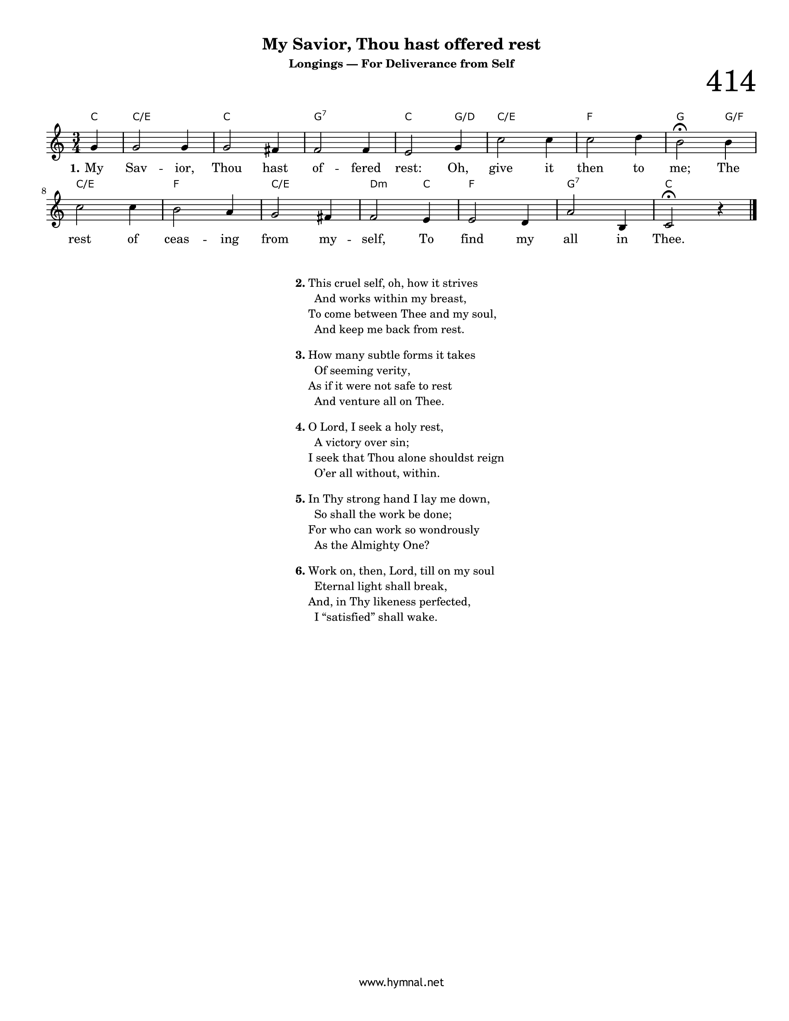 My Savior, Thou hast offered rest
Longings — For Deliverance from Self
414
C C/E C G7 C G/D C/E F G G/F
3 4
1. My Sav - ior, Thou hast of - fered rest: Oh, give it then to me; The
8 C/E F C/E Dm C F G7 C
rest of ceas - ing from my - self, To find my all in Thee.
2. This cruel self, oh, how it strives
And works within my breast,
To come between Thee and my soul,
And keep me back from rest.
3. How many subtle forms it takes
Of seeming verity,
As if it were not safe to rest
And venture all on Thee.
4. O Lord, I seek a holy rest,
A victory over sin;
I seek that Thou alone shouldst reign
O’er all without, within.
5. In Thy strong hand I lay me down,
So shall the work be done;
For who can work so wondrously
As the Almighty One?
6. Work on, then, Lord, till on my soul
Eternal light shall break,
And, in Thy likeness perfected,
I “satisfied” shall wake.
www.hymnal.net